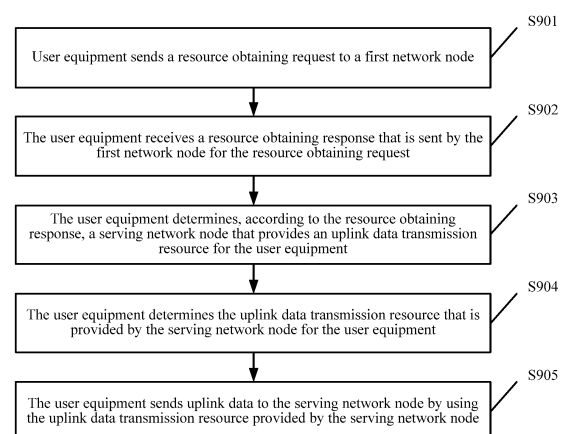 S901
User equipment sends a resource obtaining request to a first network node
S902
The user equipment receives a resource obtaining response that is sent by the
first network node for the resource obtaining request
S903
The user equipment determines, according to the resource obtaining
response, a serving network node that provides an uplink data transmission
resource for the user equipment
S904
The user equipment determines the uplink data transmission resource that is
provided by the serving network node for the user equipment
S905
The user equipment sends uplink data to the serving network node by using
the uplink data transmission resource provided by the serving network node